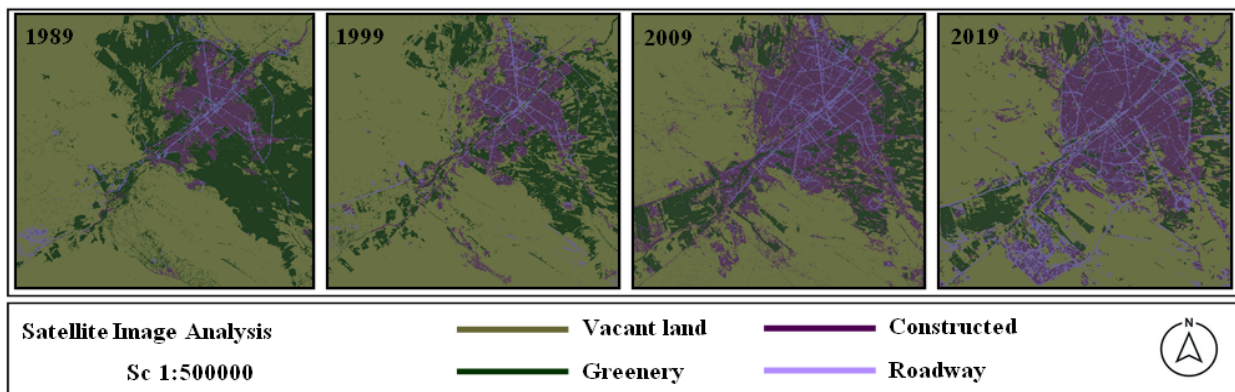 1989
1999
2009
2019
Satellite Image Analysis
Sc 1:500000
Vacant land
Greenery
Constructed
Roadway
N